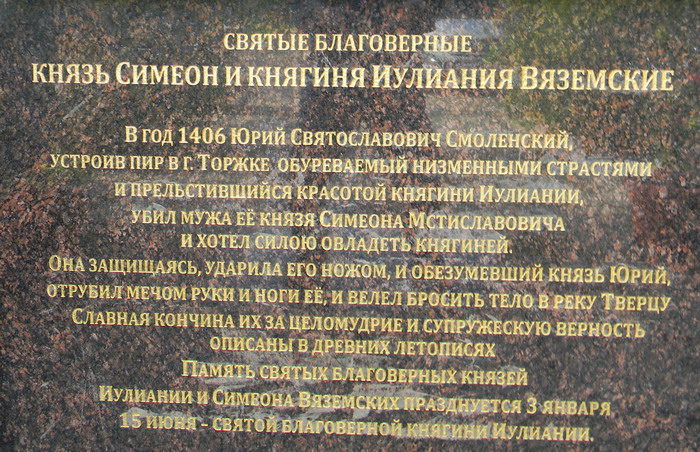 СВЯТЫЕ БЛАГОВЕРНЫЕ
КНЯЗЬ СИМЕОН И КНЯГИНЯ ИУЛИАНИЯ ВЯЗЕМСКИЕ
В ГОД 1406 ЮРИЙ СВЯТОСЛАВОВИЧ СМОЛЕНСКИЙ,
УСТРОИВ ПИР В Г. ТОРЖКЕ ОБУРЕВАЕМЫЙ НИЗМЕННЫМИ СТРАСТЯМИ
И ПРЕЛЬСТИВШИЙСЯ КРАСОТОЙ КНЯГИНИ ИУЛИАНИИ,
УБИЛ МУЖА ЕЁ КНЯЗЯ СИМЕОНА МСТИСЛАВОВИЧА
И ХОТЕЛ СИЛОЮ ОВЛАДЕТЬ КНЯГИНЕЙ.
ОНА ЗАЩИЩАЯСЬ, УДАРИЛА ЕГО НОЖОМ, И ОБЕЗУМЕВШИЙ КНЯЗЬ ЮРИЙ,
ОТРУБИЛ МЕЧОМ РУКИ И НОГИ ЕЁ, И ВЕЛЕЛ БРОСИТЬ ТЕЛО В РЕКУ ТВЕРЦУ
СЛАВНАЯ КОНЧИНА ИХ ЗА ЦЕЛОМУДРИЕ И СУПРУЖЕСКУЮ ВЕРНОСТЬ
ОПИСАНЫ В ДРЕВНИХ ЛЕТОПИСЯХ
ПАМЯТЬ СВЯТЫХ БЛАГОВЕРНЫХ КНЯЗЕЙ
ИУЛИАНИИ И СИМЕОНА ВЯЗЕМСКИХ ПРАЗДНУЕТСЯ 3 ЯНВАРЯ
15 ИЮНЯ - СВЯТОЙ БЛАГОВЕРНОЙ КНЯГИНИ ИУЛИАНИИ.